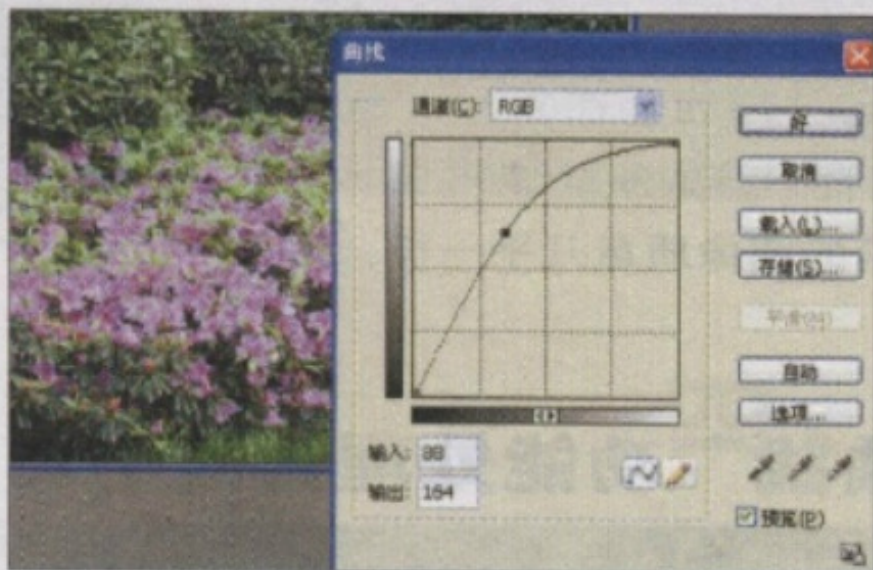 曲线
通道(C): RGB
好
取消
载入(L)...
存储(S)...
平滑(M)
自动
选项...
输入: 88
输出: 164
预览(P)